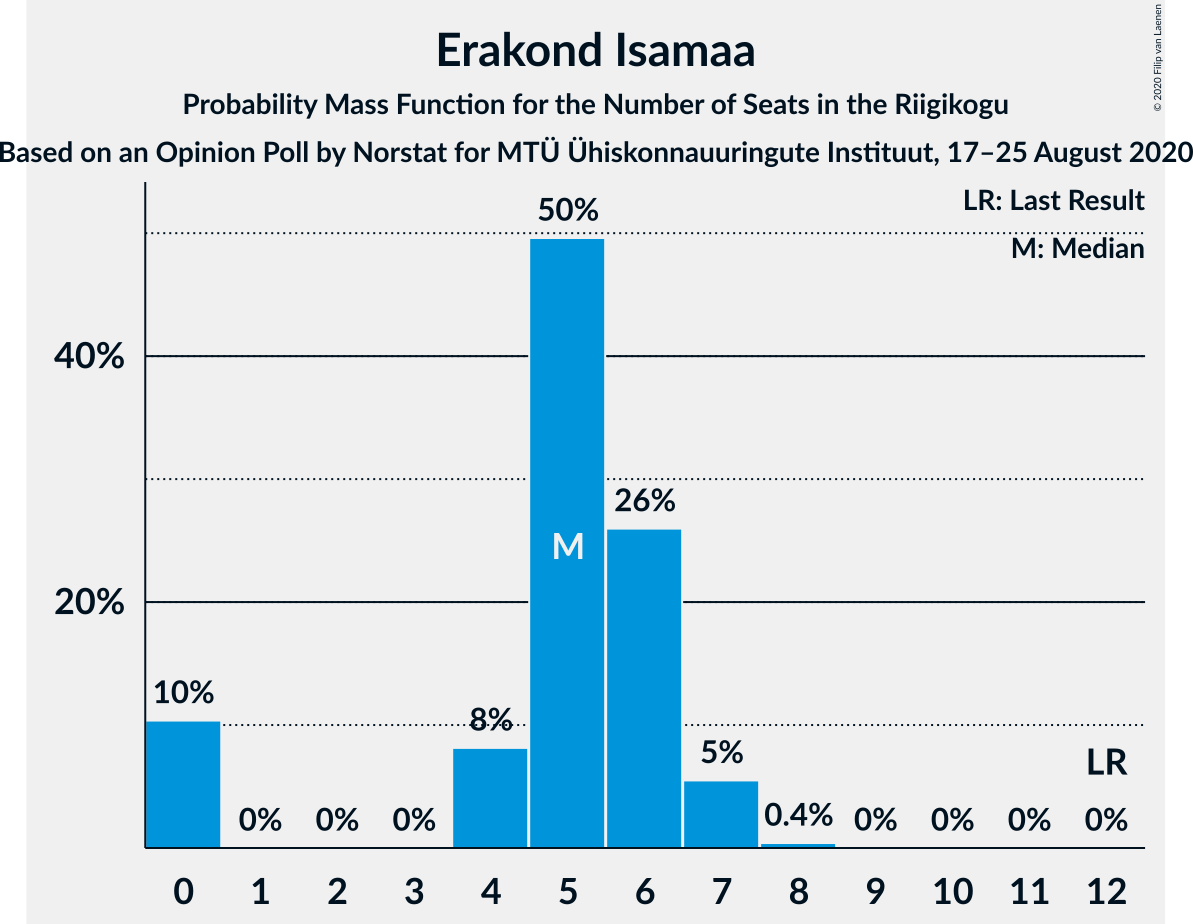 Erakond Isamaa
Probability Mass Function for the Number of Seats in the Riigikogu
Based on an Opinion Poll by Norstat for MTÜ Ühiskonnauuringute Instituut, 17–25 August 2020
© 2020 Filip van Laenen
LR: Last Result
M: Median
50%
40%
26%
M
20%
10%
8%
5%
LR
0%
0%
0%
0.4%
0%
0%
0%
0%
0 1 2 3 4 5 6 7 8 9 10 11 12